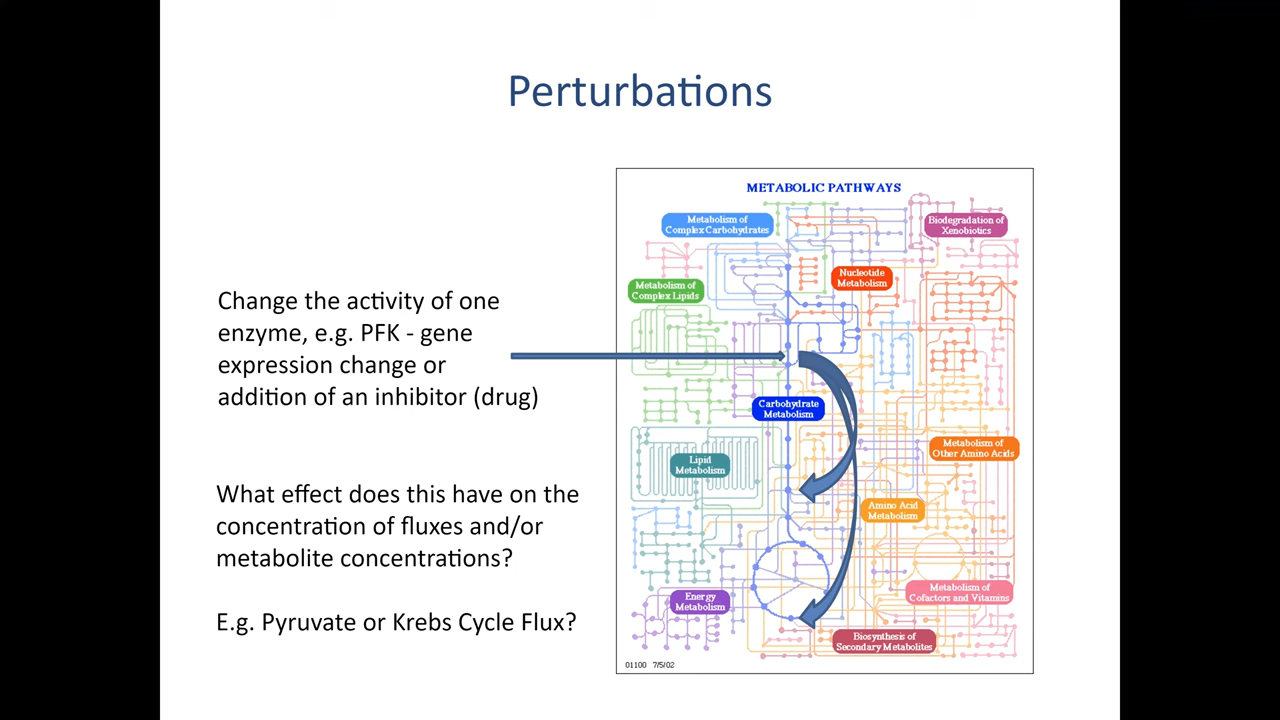 Perturbations
Change the activity of one
enzyme, e.g. PFK - gene
expression change or
addition of an inhibitor (drug)
What effect does this have on the
concentration of fluxes and/or
metabolite concentrations?
E.g. Pyruvate or Krebs Cycle Flux?
METABOLIC PATHWAYS
Metabolism of
Complex Carbohydrates
Biodegradation of
Xenobiotics
Nucleotide
Metabolism
Metabolism of
Complex Lipids
Carbohydrate
Metabolism
Metabolism of
Other Amino Acids
Lipid
Metabolism
Amino Acid
Metabolism
Metabolism of
Cofactors and Vitamins
Energy
Metabolism
Biosynthesis of
Secondary Metabolites
01100 7/5/02